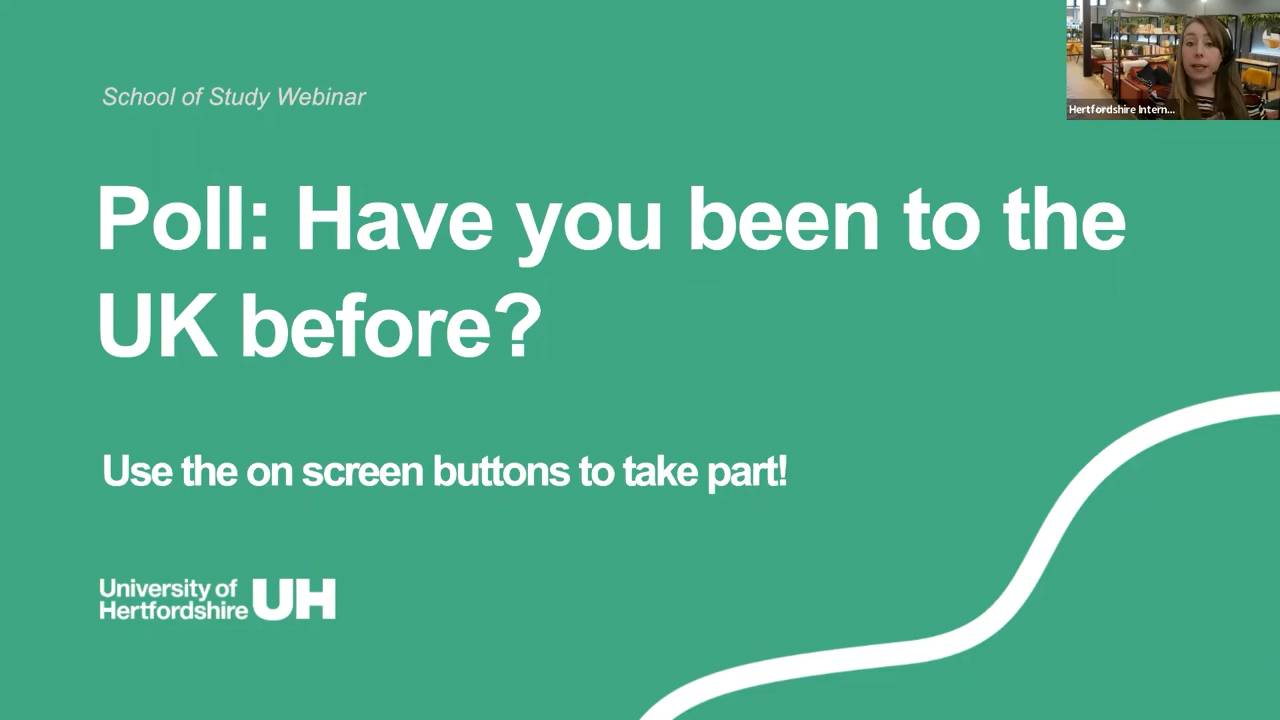 School of Study Webinar
Hertfordshire Intern...
Poll: Have you been to the
UK before?
Use the on screen buttons to take part!
University of
Hertfordshire UH